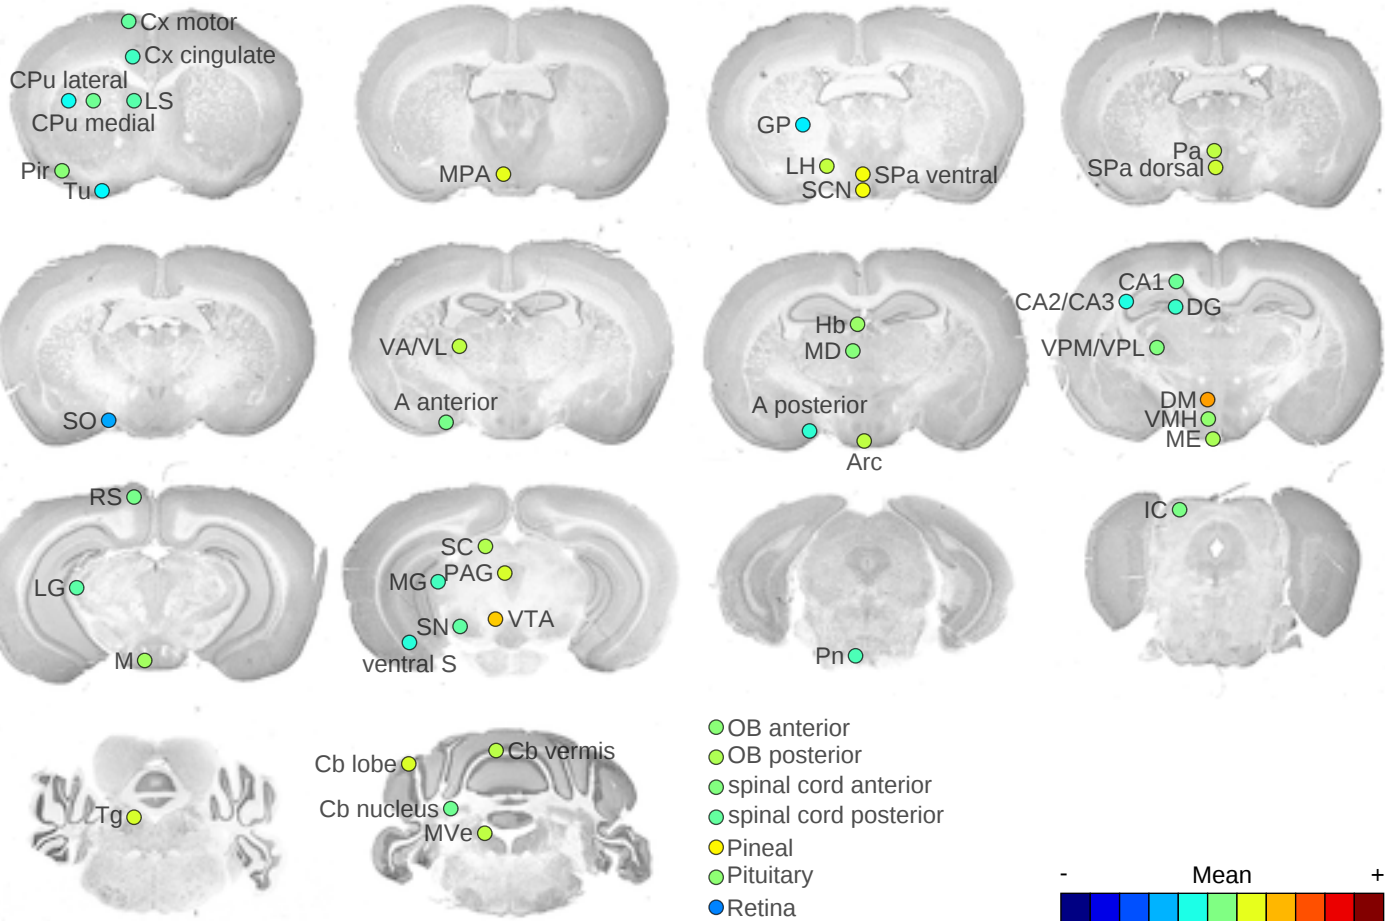 Cx motor
Cx cingulate
CPu lateral
LS
CPu medial
Pir
Tu
MPA
GP
LH
SPa ventral
SCN
Pa
SPa dorsal
SO
VA/VL
A anterior
Hb
MD
A posterior
Arc
CA1
CA2/CA3
DG
VPM/VPL
DM
VMH
ME
RS
LG
M
SC
MG
PAG
SN
VTA
ventral S
Pn
IC
Tg
Cb lobe
Cb vermis
Cb nucleus
MVe
OB anterior
OB posterior
spinal cord anterior
spinal cord posterior
Pineal
Pituitary
Retina
- Mean +